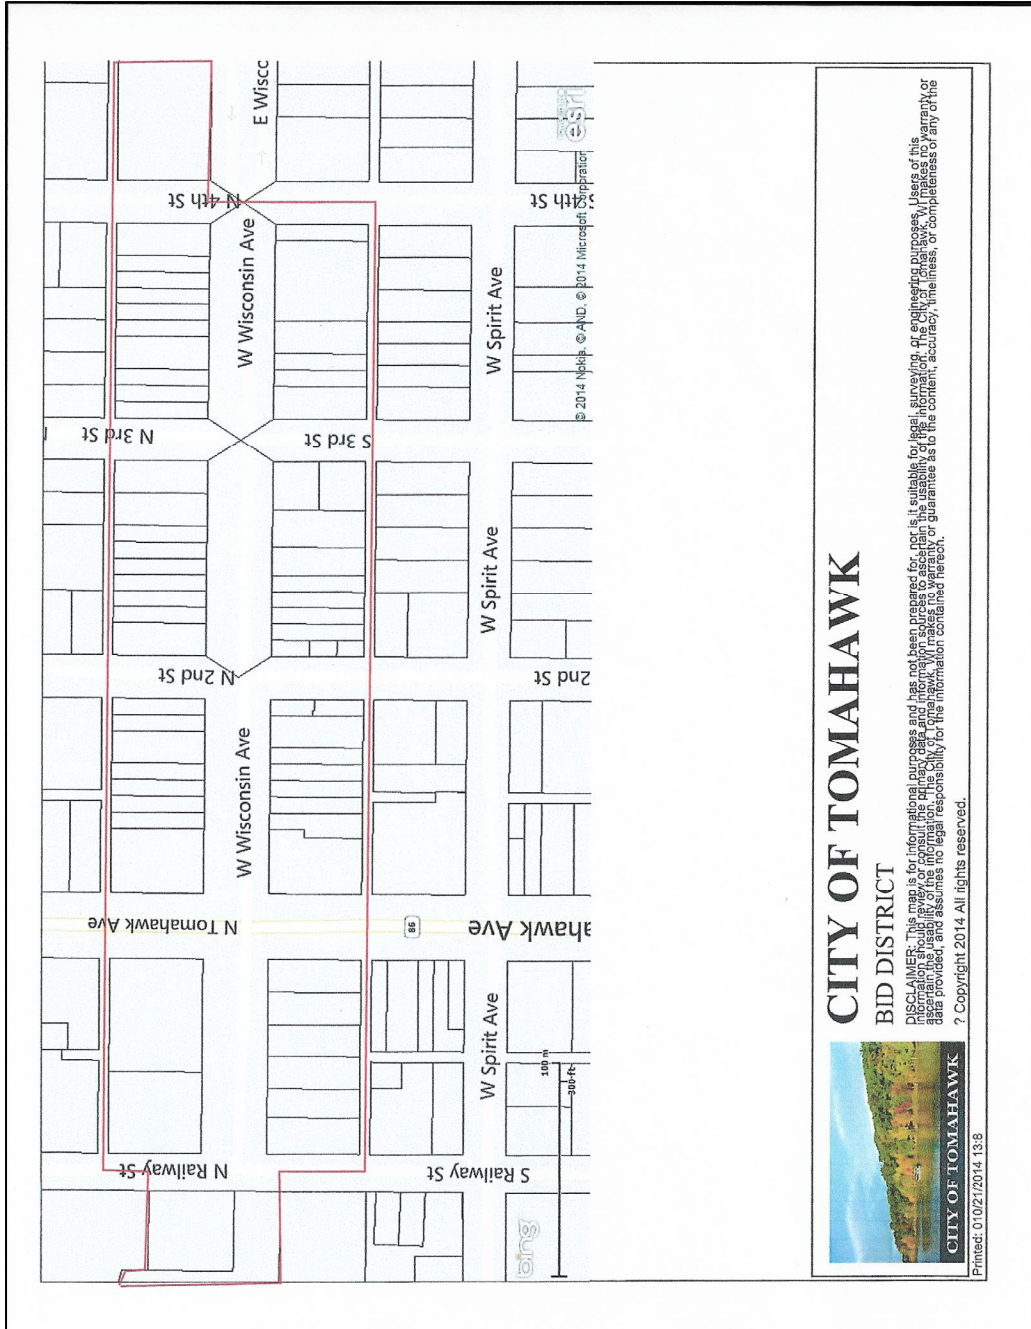 E Wisco
N 4th St
S 4th St
W Wisconsin Ave
W Spirit Ave
esri
© 2014 Nokia, © AND, © 2014 Microsoft Corporation
N 3rd St
S 3rd St
W Spirit Ave
N 2nd St
S 2nd
W Wisconsin Ave
N Tomahawk Ave
86
ahawk Ave
W Spirit Ave
100 m
300 ft
N Railway St
S Railway St
bing
CITY OF TOMAHAWK
BID DISTRICT
DISCLAIMER: This map is for informational purposes and has not been prepared for, nor is it suitable for legal, surveying, or engineering purposes. Users of this
information should review or consult the primary data and information sources to ascertain the usability of the information. The City of Tomahawk, WI makes no warranty or
ascertain the usability of the information. The City of Tomahawk, WI makes no warranty or guarantee as to the content, accuracy, timeliness, or completeness of any of the
data provided, and assumes no legal responsibility for the information contained hereon.
? Copyright 2014 All rights reserved.
CITY OF TOMAHAWK
Printed: 010/21/2014 13:8